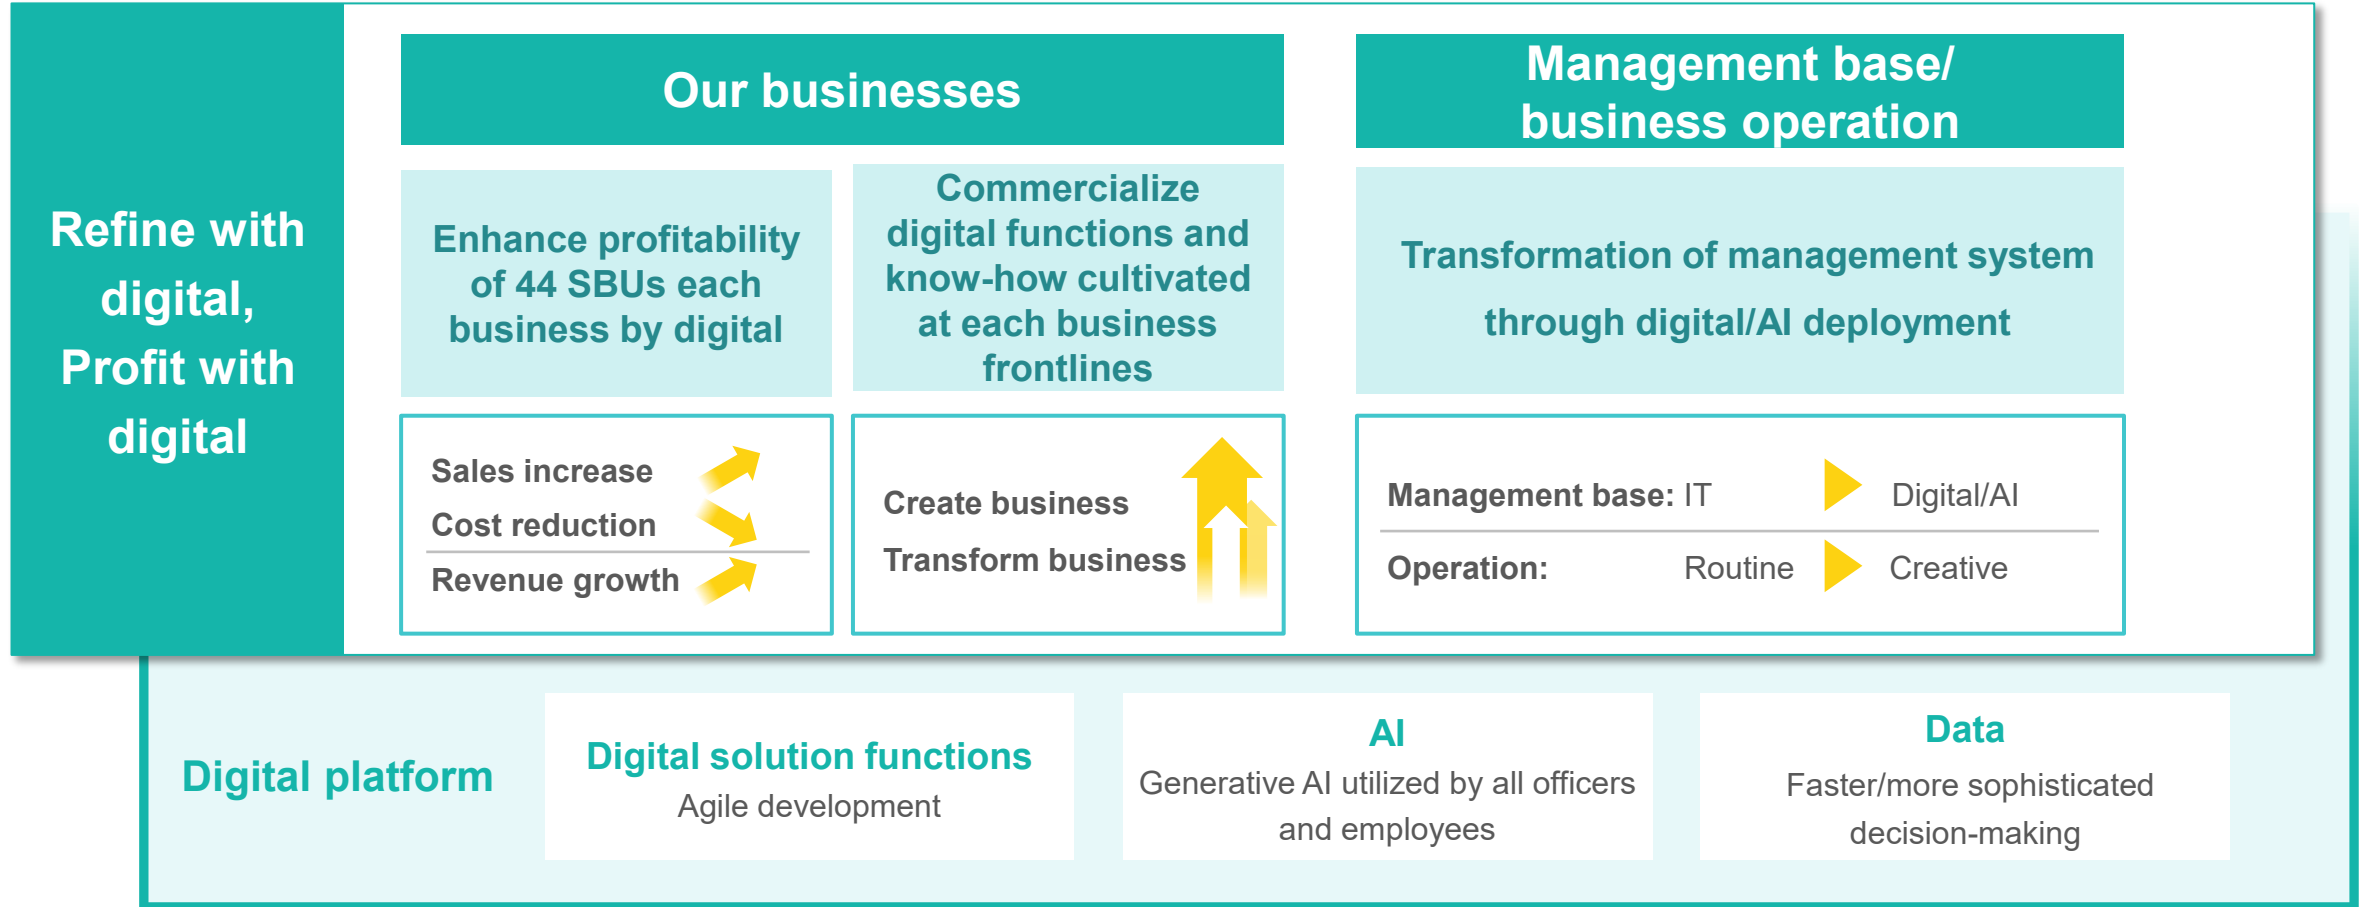 Refine with
digital,
Profit with
digital
Our businesses
Enhance profitability
of 44 SBUs each
business by digital
Commercialize
digital functions and
know-how cultivated
at each business
frontlines
Sales increase
Cost reduction
Revenue growth
Create business
Transform business
Management base/
business operation
Transformation of management system
through digital/AI deployment
Management base: IT Digital/AI
Operation: Routine Creative
Digital platform
Digital solution functions
Agile development
AI
Generative AI utilized by all officers
and employees
Data
Faster/more sophisticated
decision-making